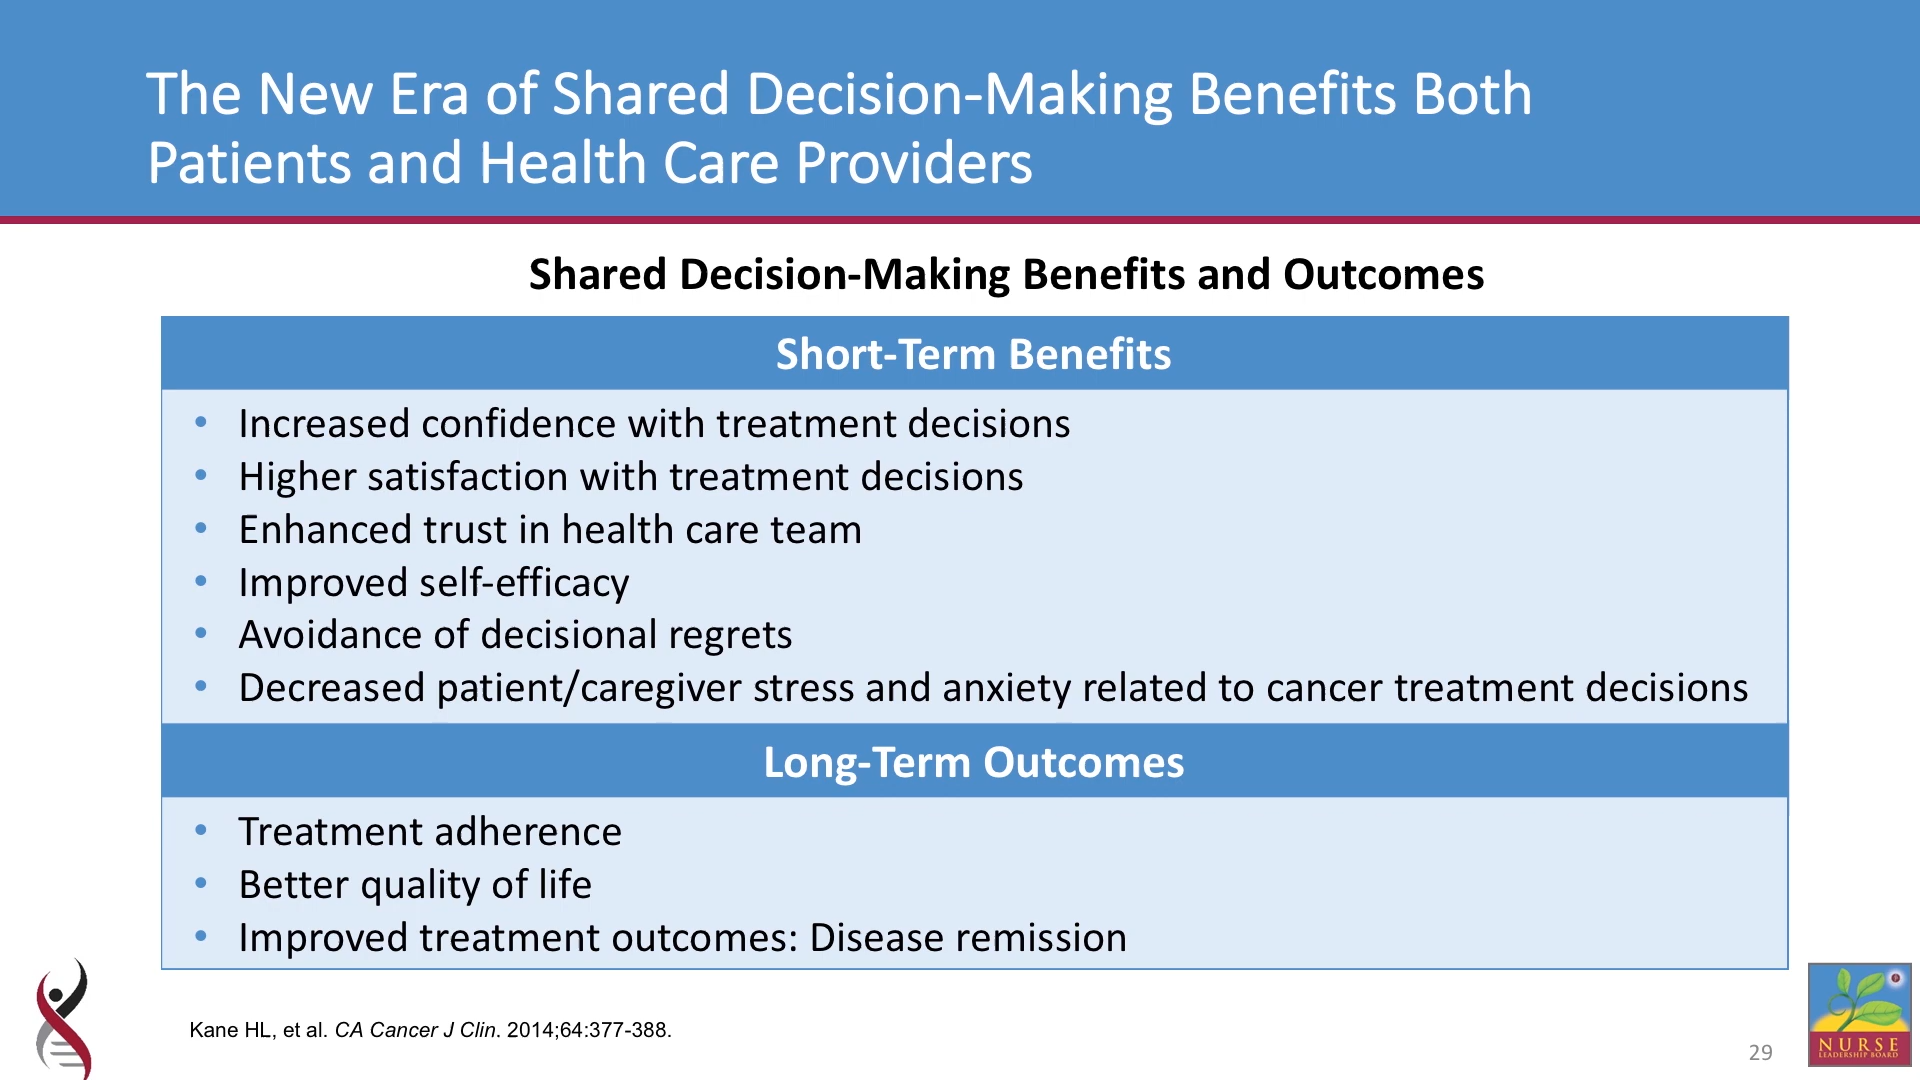 The New Era of Shared Decision-Making Benefits Both
Patients and Health Care Providers
Shared Decision-Making Benefits and Outcomes
Short-Term Benefits
• Increased confidence with treatment decisions
• Higher satisfaction with treatment decisions
• Enhanced trust in health care team
• Improved self-efficacy
• Avoidance of decisional regrets
• Decreased patient/caregiver stress and anxiety related to cancer treatment decisions
Long-Term Outcomes
• Treatment adherence
• Better quality of life
• Improved treatment outcomes: Disease remission
Kane HL, et al. CA Cancer J Clin. 2014;64:377-388.
29
NURSE
LEADERSHIP BOARD